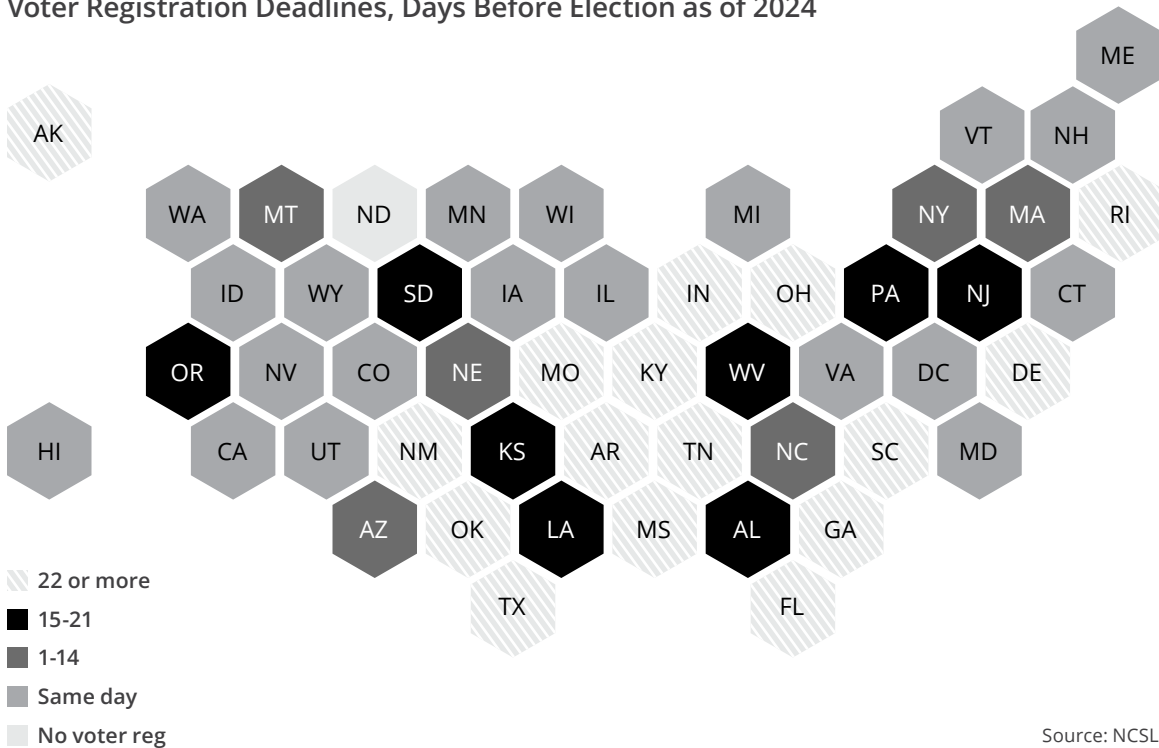 Voter Registration Deadlines, Days Before Election as of 2024
ME
AK
VT NH
WA MT ND MN WI MI NY MA RI
ID WY SD IA IL IN OH PA NJ CT
OR NV CO NE MO KY WV VA DC DE
HI CA UT NM KS AR TN NC SC MD
AZ OK LA MS AL GA
22 or more
TX FL
15-21
1-14
Same day
No voter reg
Source: NCSL